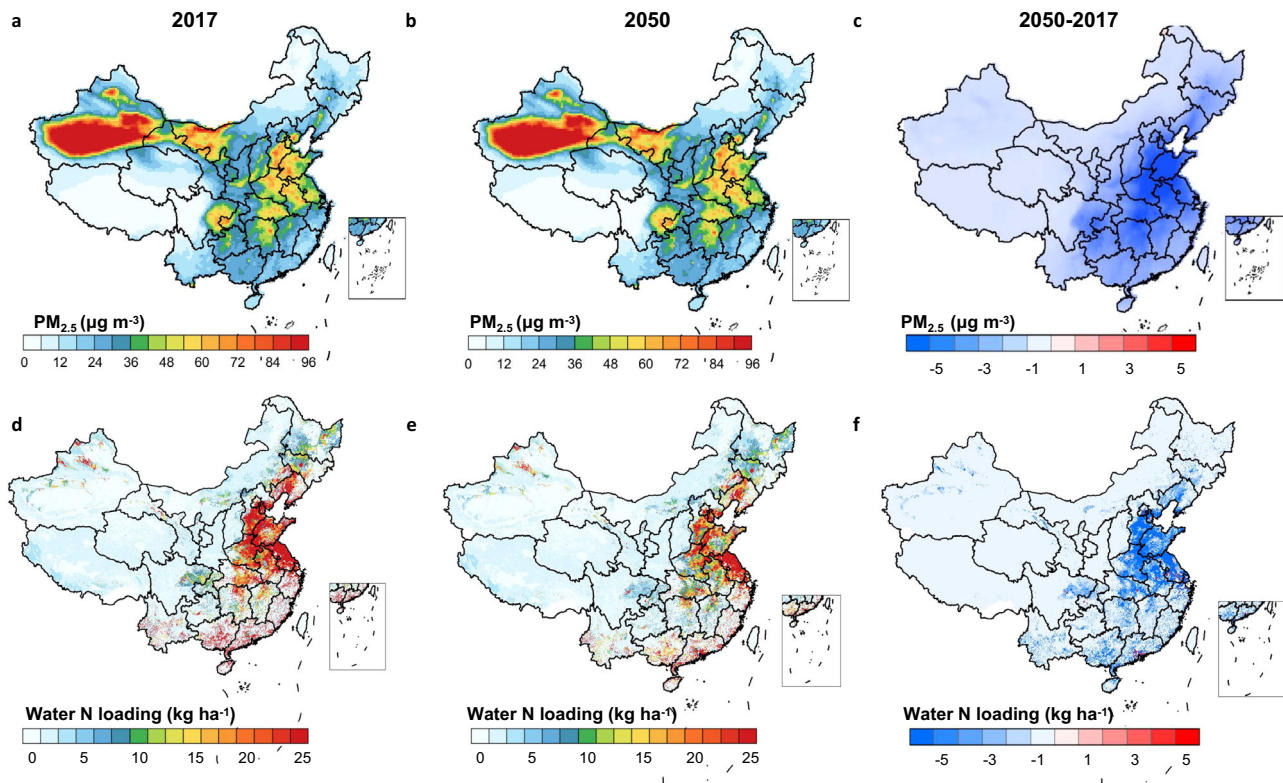 a 2017 b 2050 c 2050-2017
PM2.5 (µg m-3) PM2.5 (µg m-3) PM2.5 (µg m-3)
0 12 24 36 48 60 72 84 96 0 12 24 36 48 60 72 84 96 -5 -3 -1 1 3 5
d e f
Water N loading (kg ha-1) Water N loading (kg ha-1) Water N loading (kg ha-1)
0 5 10 15 20 25 0 5 10 15 20 25 -5 -3 -1 1 3 5